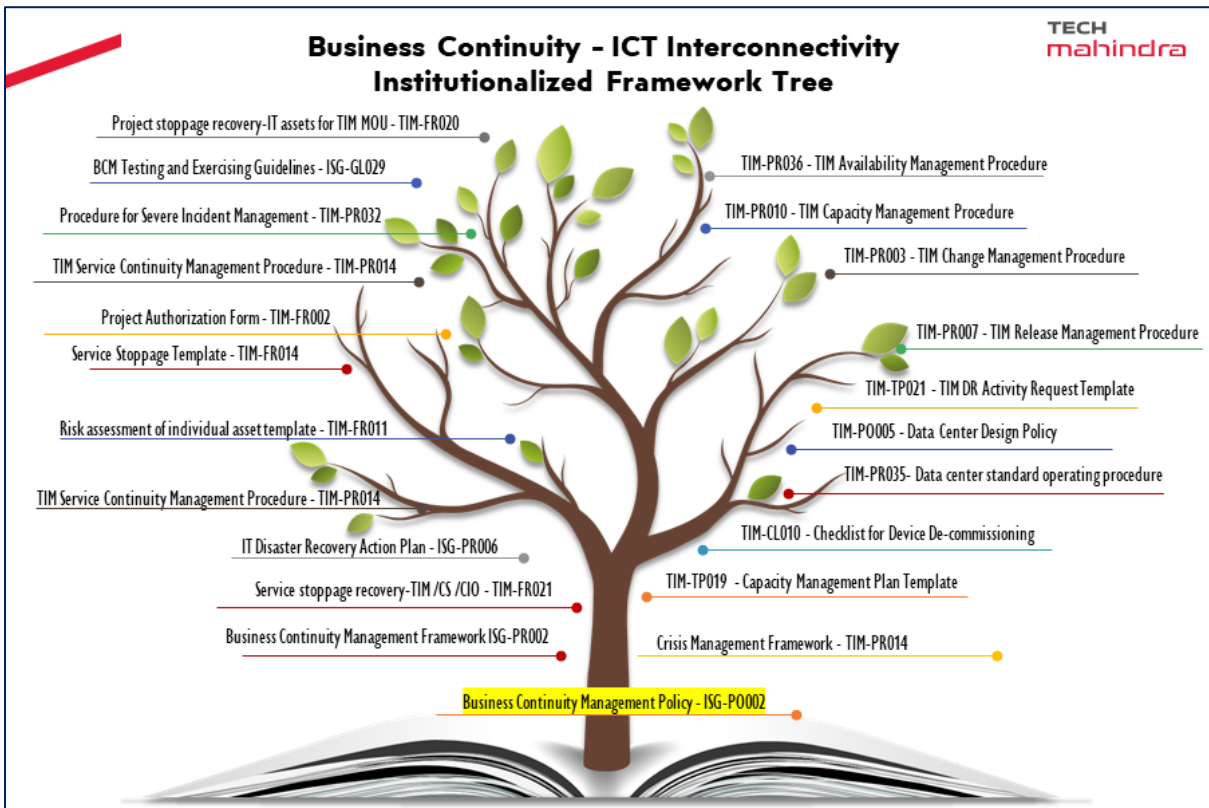 Business Continuity - ICT Interconnectivity
Institutionalized Framework Tree
TECH
mahindra
Project stoppage recovery-IT assets for TIM MOU - TIM-FR020
BCM Testing and Exercising Guidelines - ISG-GL029
Procedure for Severe Incident Management - TIM-PR032
TIM Service Continuity Management Procedure - TIM-PR014
Project Authorization Form - TIM-FR002
Service Stoppage Template - TIM-FR014
Risk assessment of individual asset template - TIM-FR011
TIM Service Continuity Management Procedure - TIM-PR014
IT Disaster Recovery Action Plan - ISG-PR006
Service stoppage recovery-TIM /CS /CIO - TIM-FR021
Business Continuity Management Framework ISG-PR002
TIM-PR036 - TIM Availability Management Procedure
TIM-PR010 - TIM Capacity Management Procedure
TIM-PR003 - TIM Change Management Procedure
TIM-PR007 - TIM Release Management Procedure
TIM-TP021 - TIM DR Activity Request Template
TIM-PO005 - Data Center Design Policy
TIM-PR035- Data center standard operating procedure
TIM-CL010 - Checklist for Device De-commissioning
TIM-TP019 - Capacity Management Plan Template
Crisis Management Framework - TIM-PR014
Business Continuity Management Policy - ISG-PO002